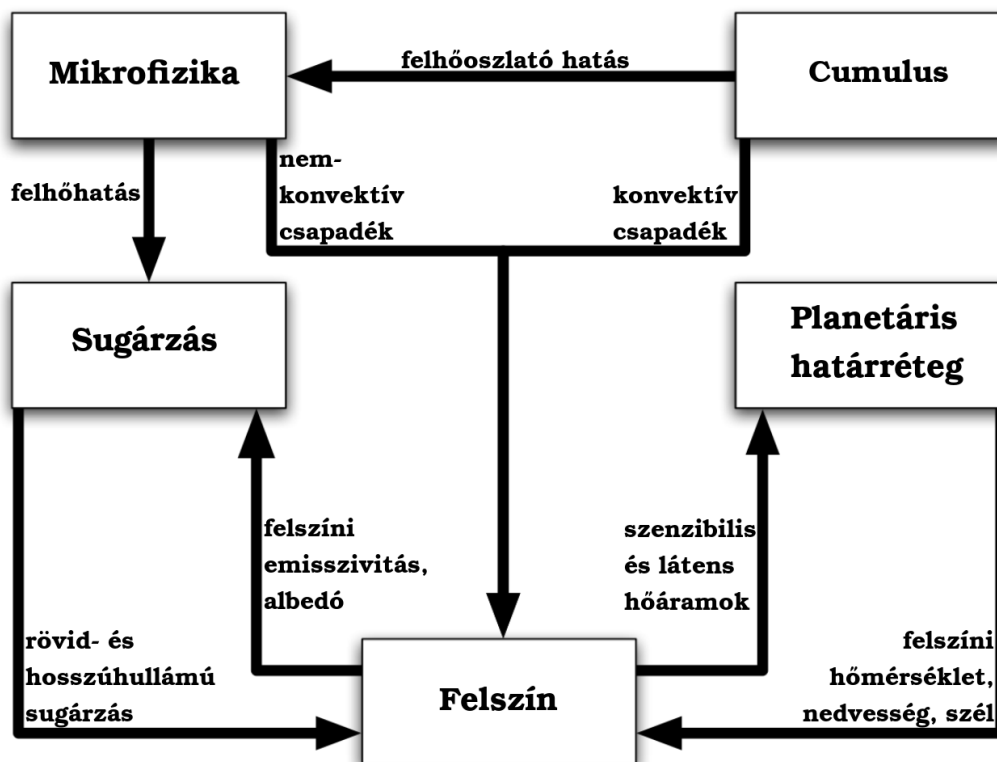 Mikrofizika
felhőoszlató hatás
Cumulus
felhőhatás
nem-
konvektív
csapadék
konvektív
csapadék
Sugárzás
Planetáris
határréteg
felszíni
emisszivitás,
albedó
szenzibilis
és látens
hőáramok
rövid- és
hosszúhullámú
sugárzás
Felszín
felszíni
hőmérséklet,
nedvesség, szél